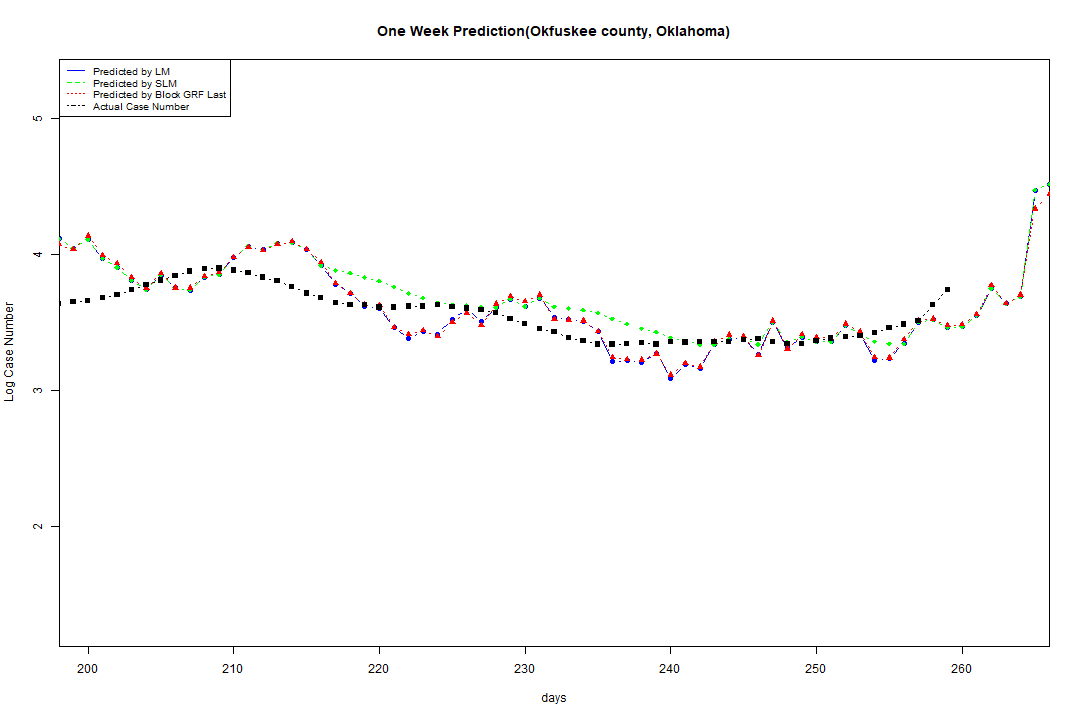 One Week Prediction(Okfuskee county, Oklahoma)
Predicted by LM
Predicted by SLM
Predicted by Block GRF Last
Actual Case Number
5
4
3
2
Log Case Number
200 210 220 230 240 250 260
days